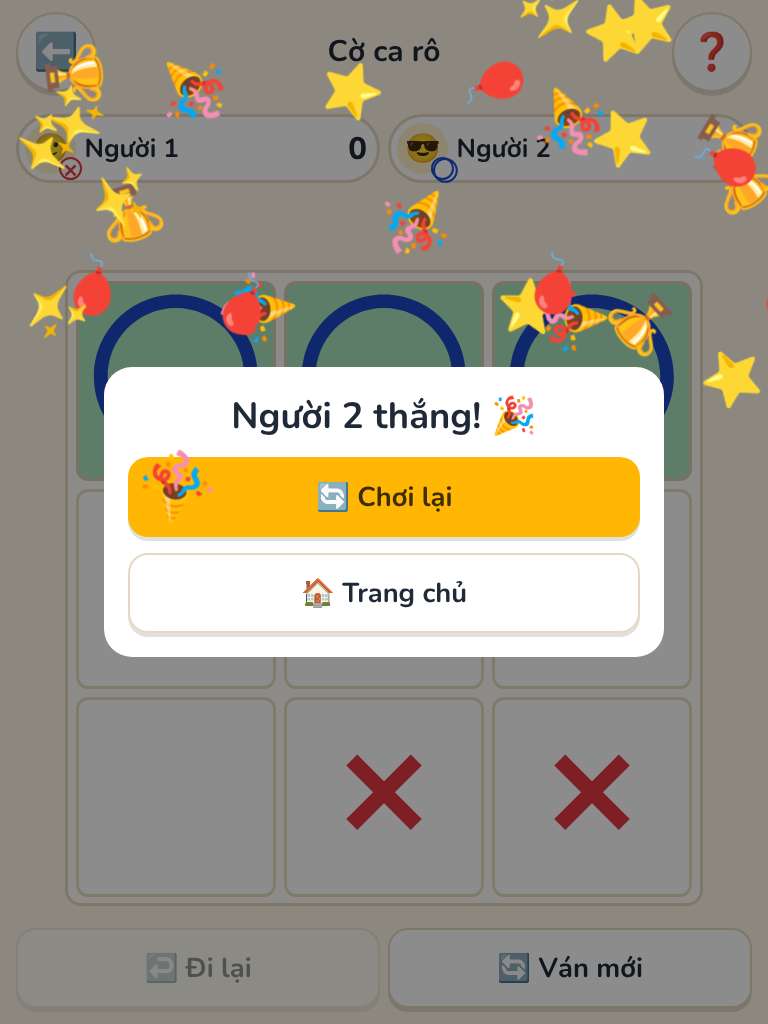 Cờ ca rô
Người 1 0
Người 2
Người 2 thắng!
Chơi lại
Trang chủ
Đi lại
Ván mới